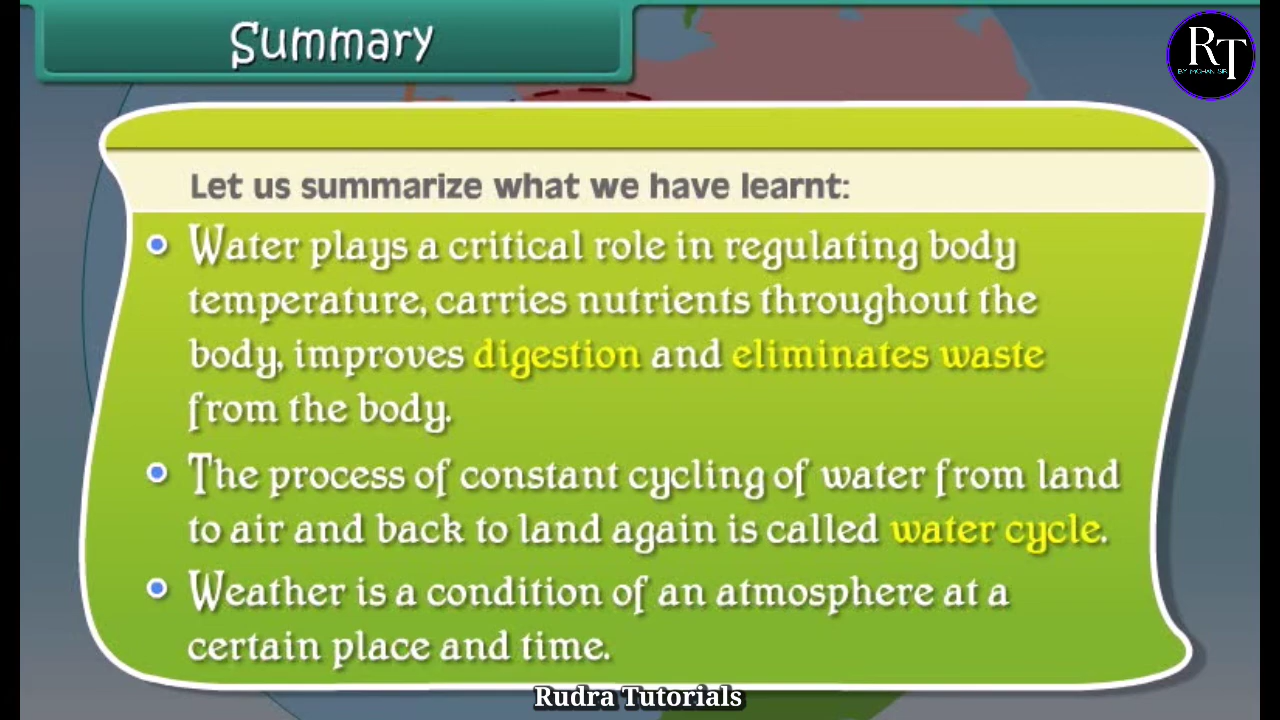 Summary
RT
BY MOHAN SIR
Let us summarize what we have learnt:
Water plays a critical role in regulating body
temperature, carries nutrients throughout the
body, improves digestion and eliminates waste
from the body.
The process of constant cycling of water from land
to air and back to land again is called water cycle.
Weather is a condition of an atmosphere at a
certain place and time.
Rudra Tutorials